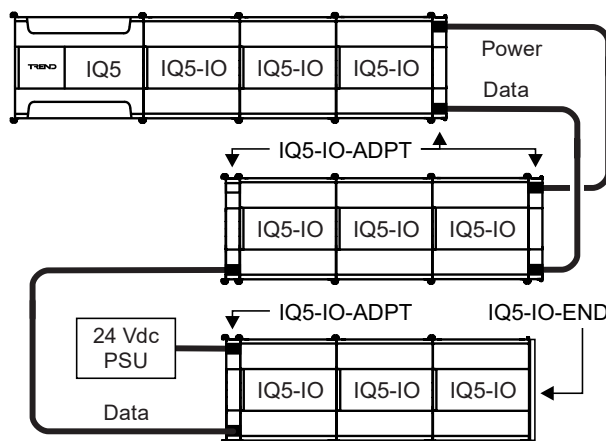 Power
TREND IQ5 IQ5-IO IQ5-IO IQ5-IO
Data
IQ5-IO-ADPT
IQ5-IO IQ5-IO IQ5-IO
IQ5-IO-ADPT IQ5-IO-END
24 Vdc
PSU
IQ5-IO IQ5-IO IQ5-IO
Data